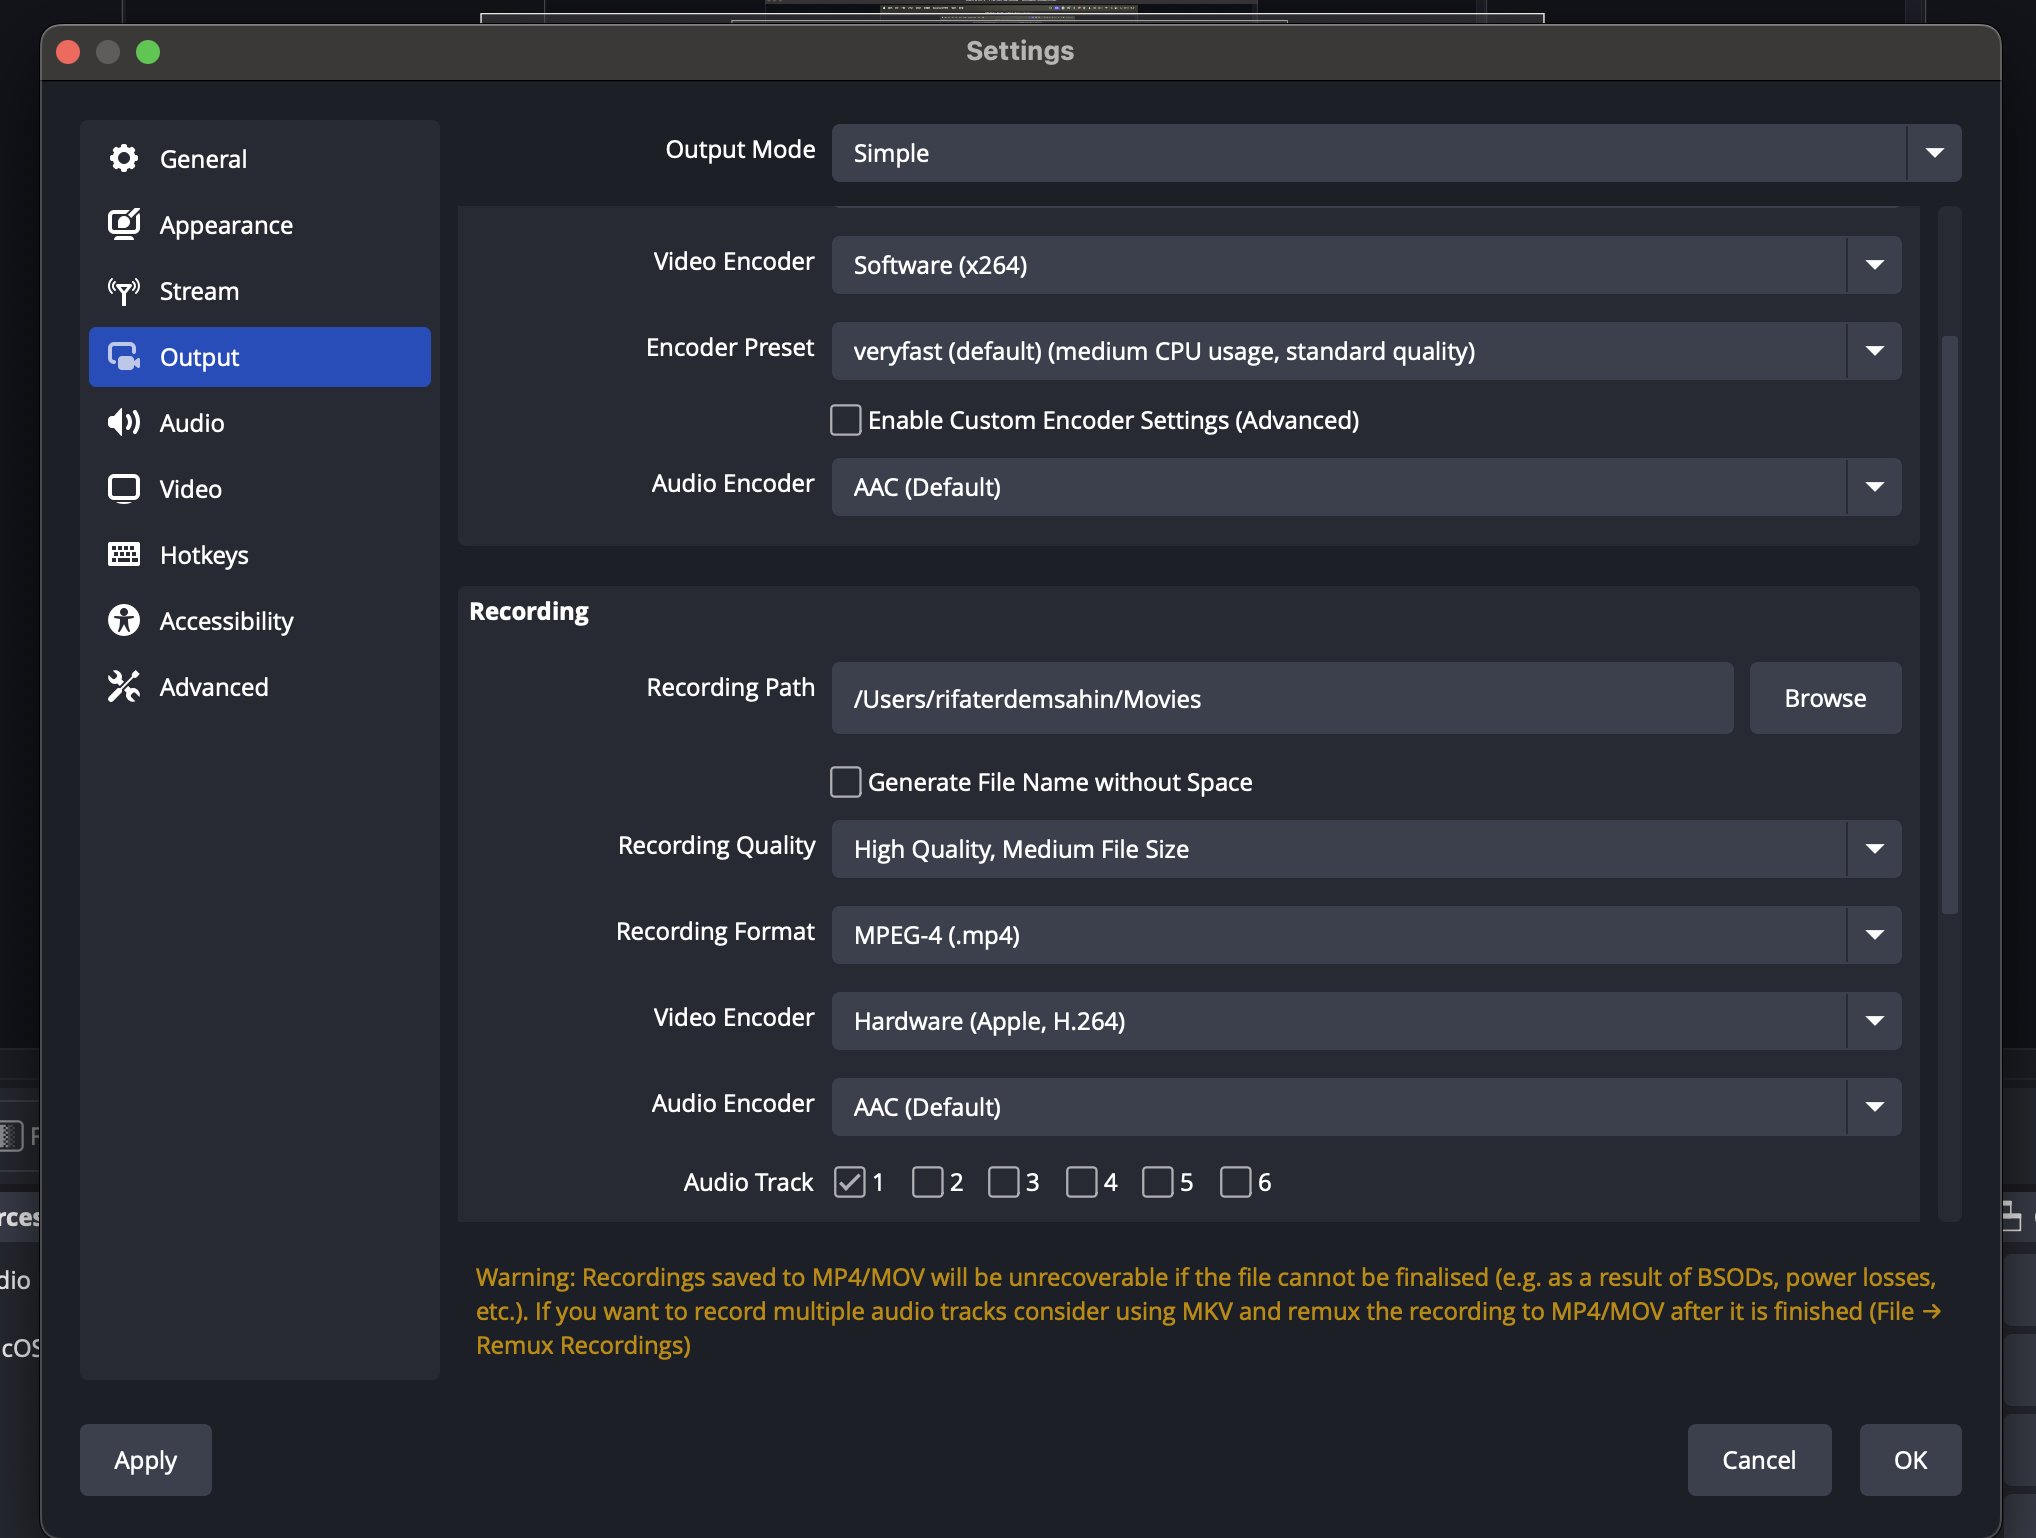 Settings
General
Appearance
Stream
Output
Audio
Video
Hotkeys
Accessibility
Advanced
Output Mode
Simple
Video Encoder
Software (x264)
Encoder Preset
veryfast (default) (medium CPU usage, standard quality)
Enable Custom Encoder Settings (Advanced)
Audio Encoder
AAC (Default)
Recording
Recording Path
/Users/rifaterdemsahin/Movies
Browse
Generate File Name without Space
Recording Quality
High Quality, Medium File Size
Recording Format
MPEG-4 (.mp4)
Video Encoder
Hardware (Apple, H.264)
Audio Encoder
AAC (Default)
Audio Track
1 2 3 4 5 6
Warning: Recordings saved to MP4/MOV will be unrecoverable if the file cannot be finalised (e.g. as a result of BSODs, power losses,
etc.). If you want to record multiple audio tracks consider using MKV and remux the recording to MP4/MOV after it is finished (File →
Remux Recordings)
Apply
Cancel
OK
rces
dio
cOS